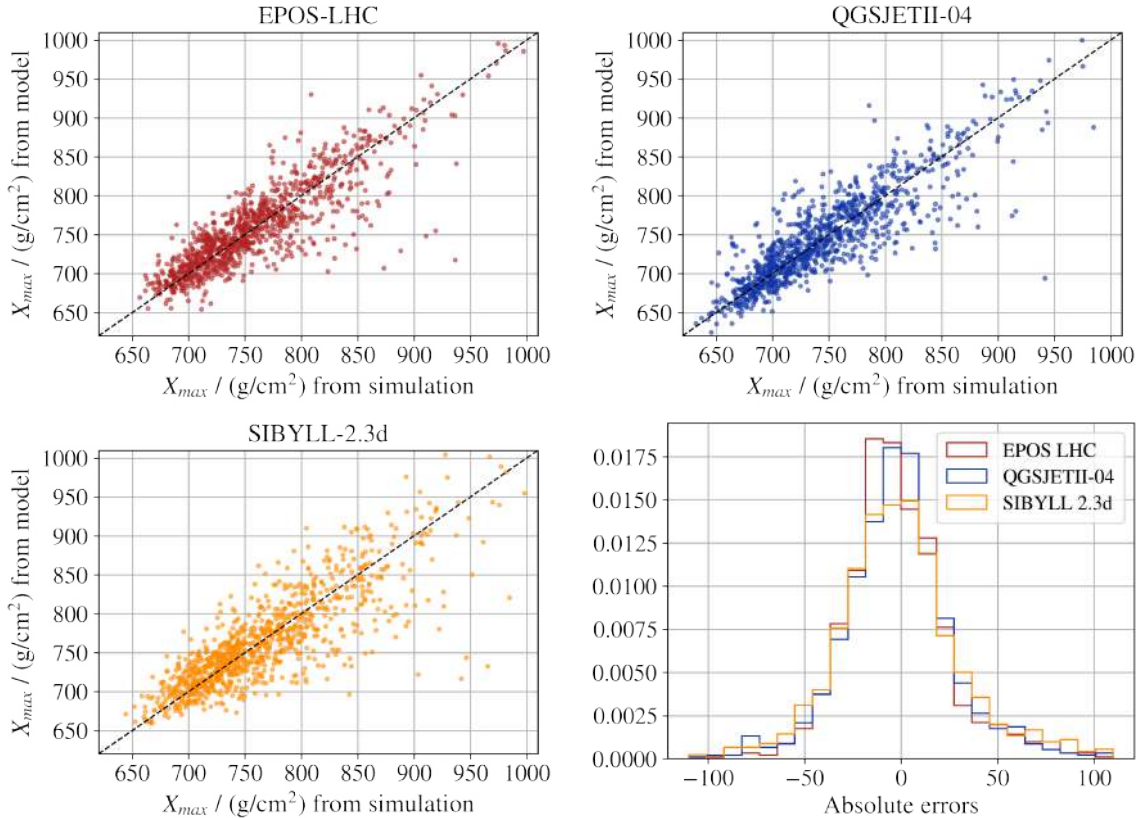 EPOS-LHC
1000
950
900
850
800
750
700
650
X_max / (g/cm²) from model
650 700 750 800 850 900 950 1000
X_max / (g/cm²) from simulation
QGSJETII-04
1000
950
900
850
800
750
700
650
X_max / (g/cm²) from model
650 700 750 800 850 900 950 1000
X_max / (g/cm²) from simulation
SIBYLL-2.3d
1000
950
900
850
800
750
700
650
X_max / (g/cm²) from model
650 700 750 800 850 900 950 1000
X_max / (g/cm²) from simulation
0.0175
0.0150
0.0125
0.0100
0.0075
0.0050
0.0025
0.0000
EPOS LHC
QGSJETII-04
SIBYLL 2.3d
−100 −50 0 50 100
Absolute errors